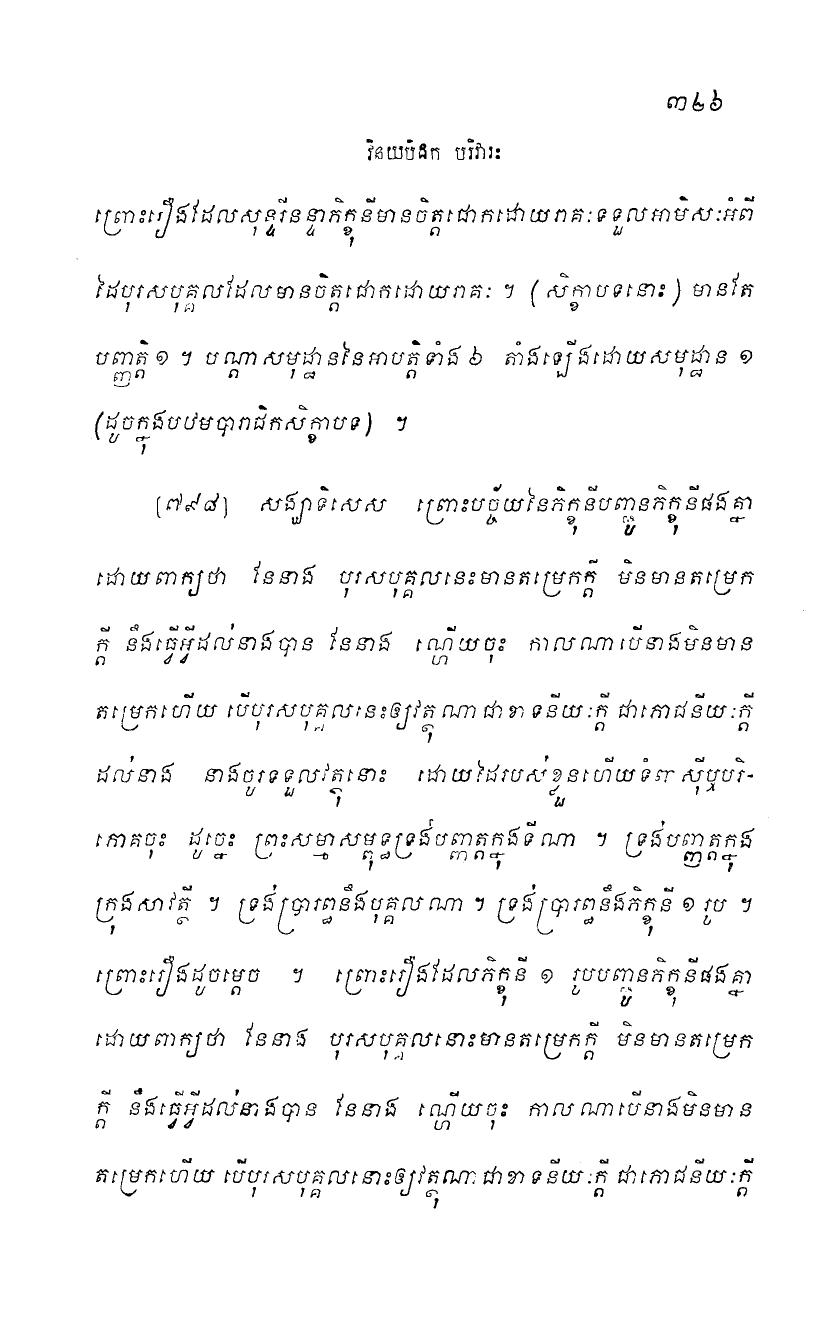 ៣៤៦
វិនយបិដក បរិវារ
ព្រោះរឿងដែលសុន្ទរីនន្ទាភិក្ខុនីមានចិត្តជោកដោយរាគៈ ទទួលអាមិសៈអំពី
ដៃបុរសបុគ្គលដែលមានចិត្តជោកដោយរាគៈ ។ (សិក្ខាបទនោះ) មានតែ
បញ្ញត្តិ ១ ។ បណ្តាសមុដ្ឋាននៃអាបត្តិទាំង ៦ តាំងឡើងដោយសមុដ្ឋាន ១
(ដូចក្នុងបឋមបារាជិកសិក្ខាបទ) ។
[៧៩៨] សង្ឃាទិសេស ព្រោះបច្ច័យនៃភិក្ខុនីបញ្ជូនភិក្ខុនីផងគ្នា
ដោយពាក្យថា នែនាង បុរសបុគ្គលនេះមានតម្រេកក្តី មិនមានតម្រេក
ក្តី នឹងធ្វើអ្វីដល់នាងបាន នែនាង ណ្ហើយចុះ កាលណាបើនាងមិនមាន
តម្រេកហើយ បើបុរសបុគ្គលនេះឲ្យវត្ថុណាជាខាទនីយៈក្តី ជាភោជនីយៈក្តី
ដល់នាង នាងចូរទទួលវត្ថុនោះ ដោយដៃរបស់ខ្លួនហើយទំពាស៊ីឬបរិ-
ភោគចុះ ដូច្នេះ ព្រះសម្មាសម្ពុទ្ធទ្រង់បញ្ញត្តក្នុងទីណា ។ ទ្រង់បញ្ញត្តក្នុង
ក្រុងសាវត្ថី ។ ទ្រង់ប្រារព្ធនឹងបុគ្គលណា ។ ទ្រង់ប្រារព្ធនឹងភិក្ខុនី ១ រូប ។
ព្រោះរឿងដូចម្តេច ។ ព្រោះរឿងដែលភិក្ខុនី ១ រូបបញ្ជូនភិក្ខុនីផងគ្នា
ដោយពាក្យថា នែនាង បុរសបុគ្គលនោះមានតម្រេកក្តី មិនមានតម្រេក
ក្តី នឹងធ្វើអ្វីដល់នាងបាន នែនាង ណ្ហើយចុះ កាលណាបើនាងមិនមាន
តម្រេកហើយ បើបុរសបុគ្គលនោះឲ្យវត្ថុណាជាខាទនីយៈក្តី ជាភោជនីយៈក្តី